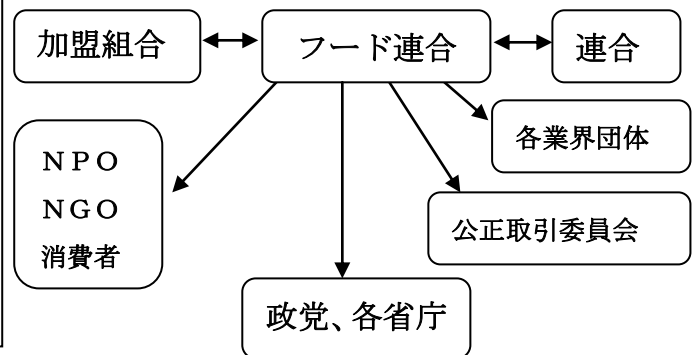 加盟組合
フード連合
連合
各業界団体
ＮＰＯ
ＮＧＯ
消費者
公正取引委員会
政党、各省庁